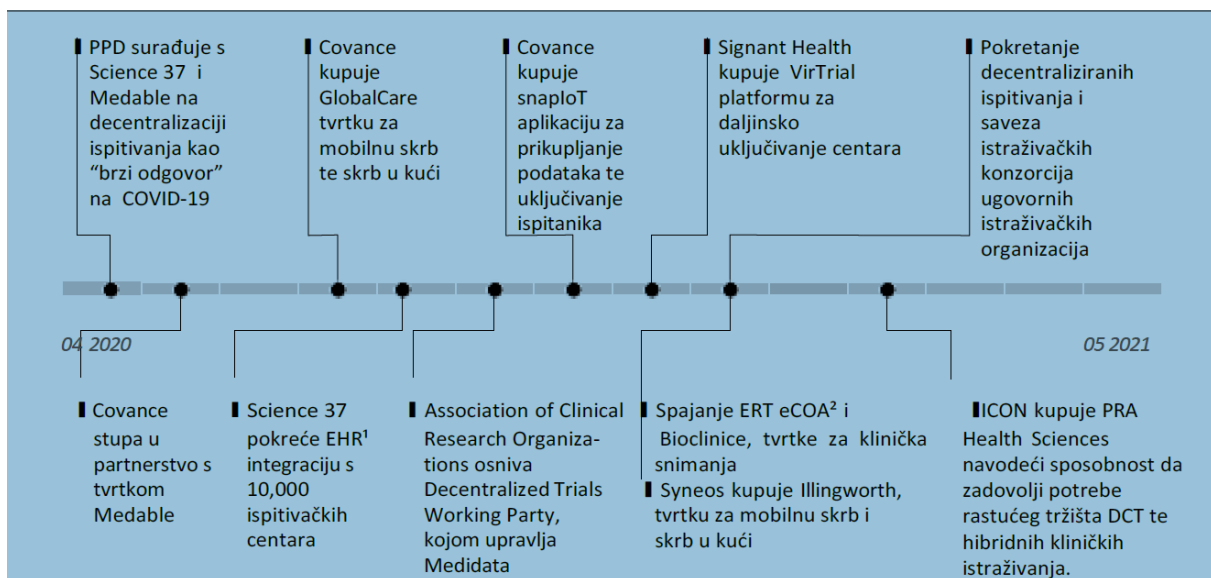 PPD surađuje s
Science 37 i
Medable na
decentralizaciji
ispitivanja kao
“brzi odgovor”
na COVID-19
Covance
kupuje
GlobalCare
tvrtku za
mobilnu skrb
te skrb u kući
Covance
kupuje
snapIoT
aplikaciju za
prikupljanje
podataka te
uključivanje
ispitanika
Signant Health
kupuje VirTrial
platformu za
daljinsko
uključivanje centara
Pokretanje
decentraliziranih
ispitivanja i
saveza
istraživačkih
konzorcija
ugovornih
istraživačkih
organizacija
04 2020
05 2021
Covance
stupa u
partnerstvo s
tvrtkom
Medable
Science 37
pokreće EHR¹
integraciju s
10,000
ispitivačkih
centara
Association of Clinical
Research Organiza-
tions osniva
Decentralized Trials
Working Party,
kojom upravlja
Medidata
Spajanje ERT eCOA² i
Bioclinice, tvrtke za klinička
snimanja
Syneos kupuje Illingworth,
tvrtku za mobilnu skrb i
skrb u kući
ICON kupuje PRA
Health Sciences
navodeći sposobnost da
zadovolji potrebe
rastućeg tržišta DCT te
hibridnih kliničkih
istraživanja.